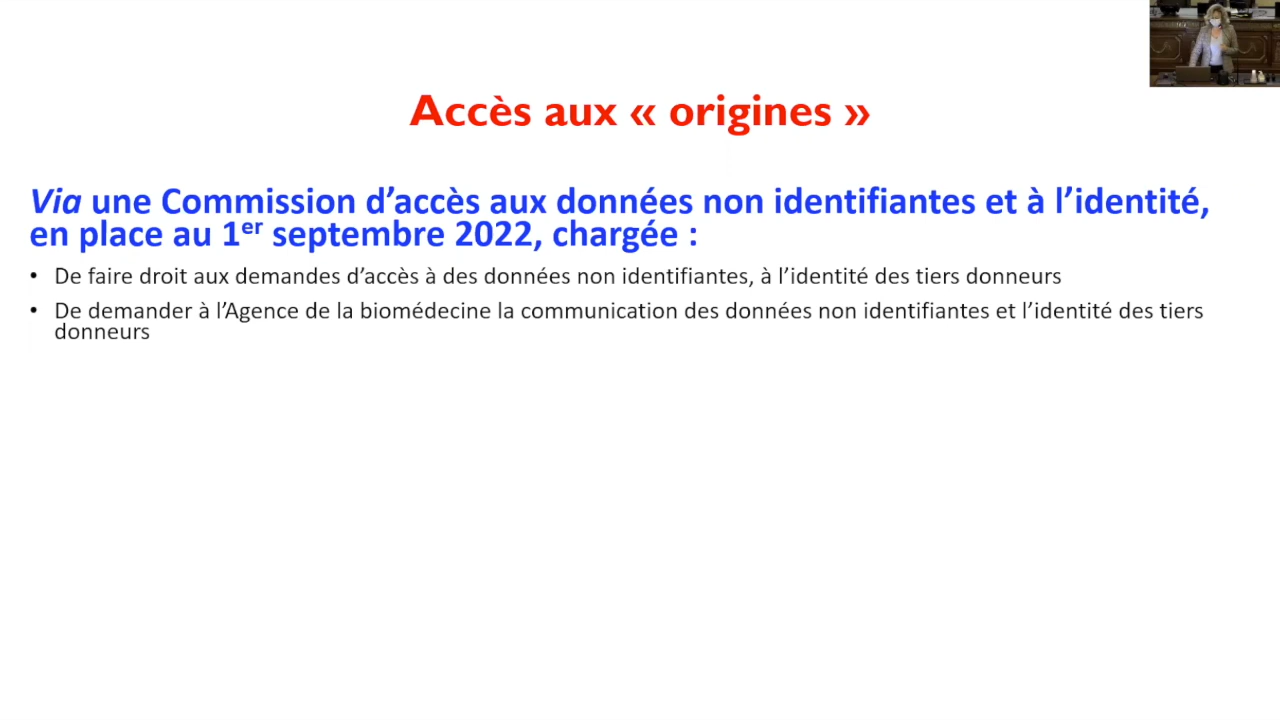 Accès aux « origines »
Via une Commission d’accès aux données non identifiantes et à l’identité,
en place au 1er septembre 2022, chargée :
• De faire droit aux demandes d’accès à des données non identifiantes, à l’identité des tiers donneurs
• De demander à l’Agence de la biomédecine la communication des données non identifiantes et l’identité des tiers
donneurs